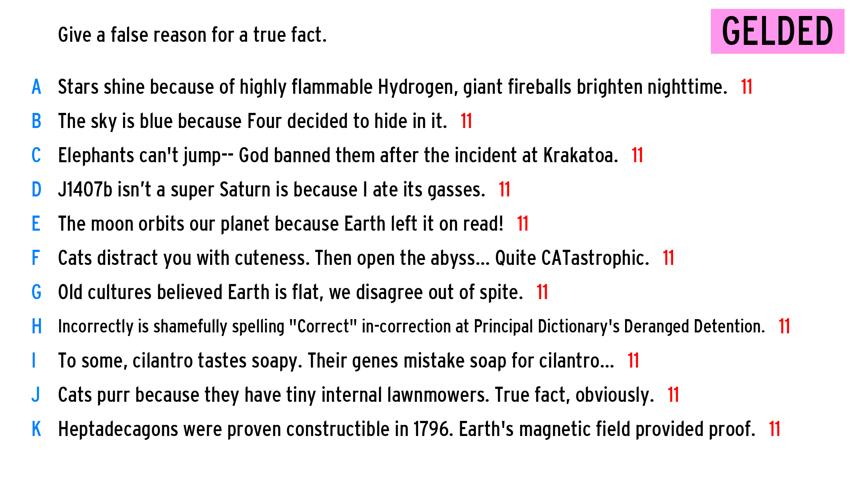 Give a false reason for a true fact.
GELDED
A Stars shine because of highly flammable Hydrogen, giant fireballs brighten nighttime. 11
B The sky is blue because Four decided to hide in it. 11
C Elephants can't jump-- God banned them after the incident at Krakatoa. 11
D J1407b isn’t a super Saturn is because I ate its gasses. 11
E The moon orbits our planet because Earth left it on read! 11
F Cats distract you with cuteness. Then open the abyss... Quite CATastrophic. 11
G Old cultures believed Earth is flat, we disagree out of spite. 11
H Incorrectly is shamefully spelling "Correct" in-correction at Principal Dictionary's Deranged Detention. 11
I To some, cilantro tastes soapy. Their genes mistake soap for cilantro... 11
J Cats purr because they have tiny internal lawnmowers. True fact, obviously. 11
K Heptadecagons were proven constructible in 1796. Earth's magnetic field provided proof. 11